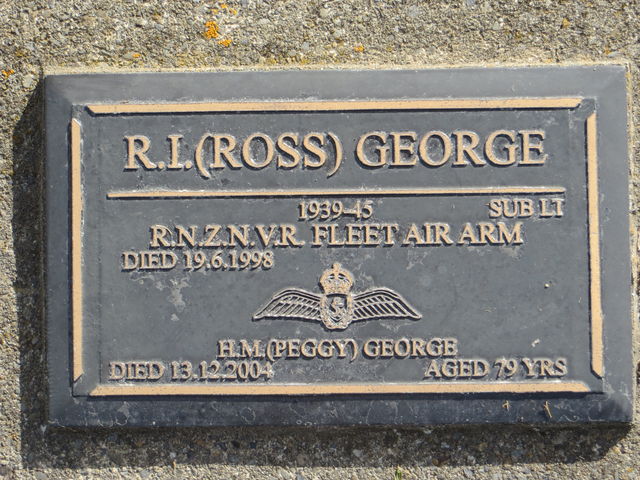 R.I.(ROSS) GEORGE
1939-45 SUB LT
R.N.Z.N.V.R. FLEET AIR ARM
DIED 19.6.1998
H.M.(PEGGY) GEORGE
DIED 13.12.2004 AGED 79 YRS